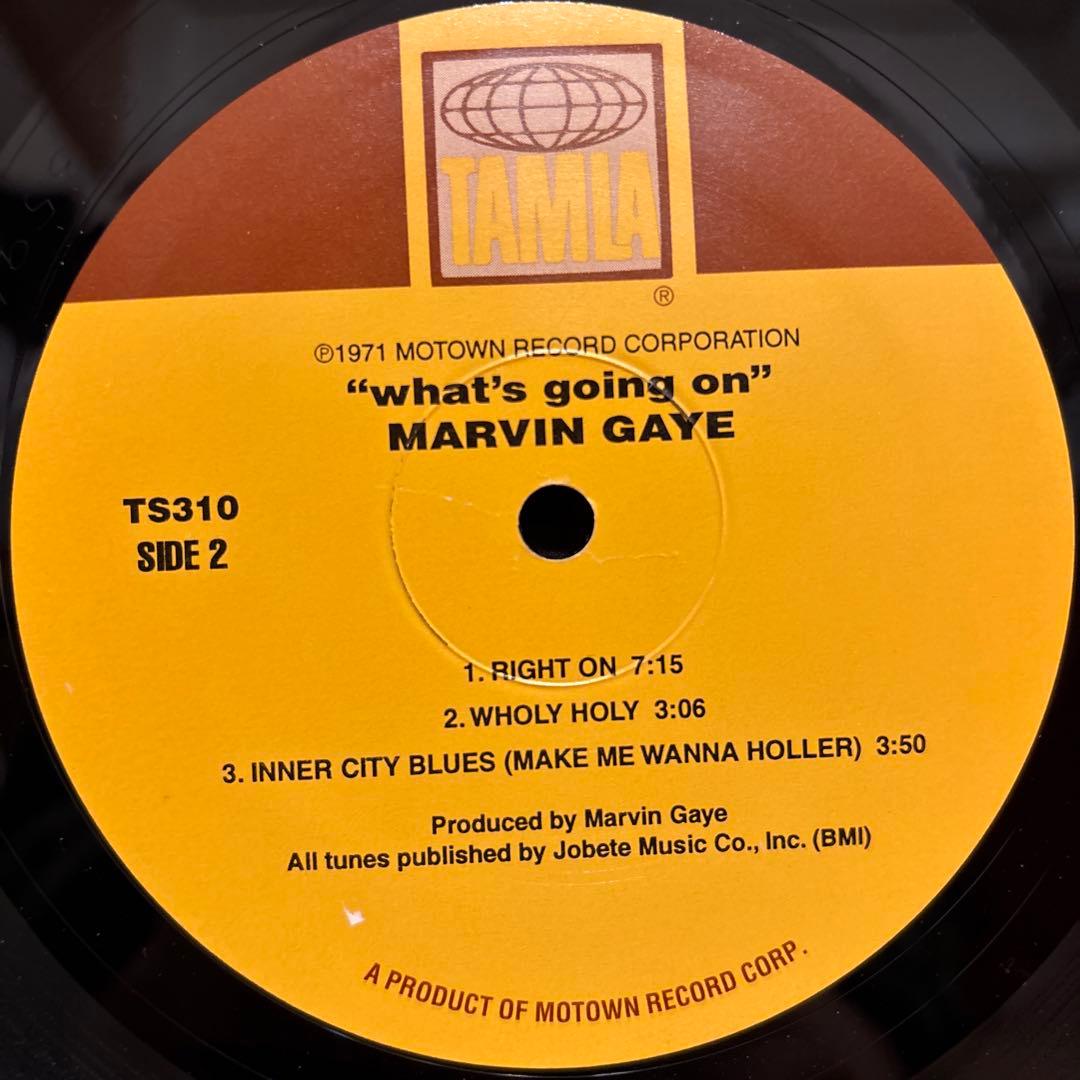 TAMLA
®
℗1971 MOTOWN RECORD CORPORATION
“what's going on”
MARVIN GAYE
TS310
SIDE 2
1. RIGHT ON 7:15
2. WHOLY HOLY 3:06
3. INNER CITY BLUES (MAKE ME WANNA HOLLER) 3:50
Produced by Marvin Gaye
All tunes published by Jobete Music Co., Inc. (BMI)
A PRODUCT OF MOTOWN RECORD CORP.